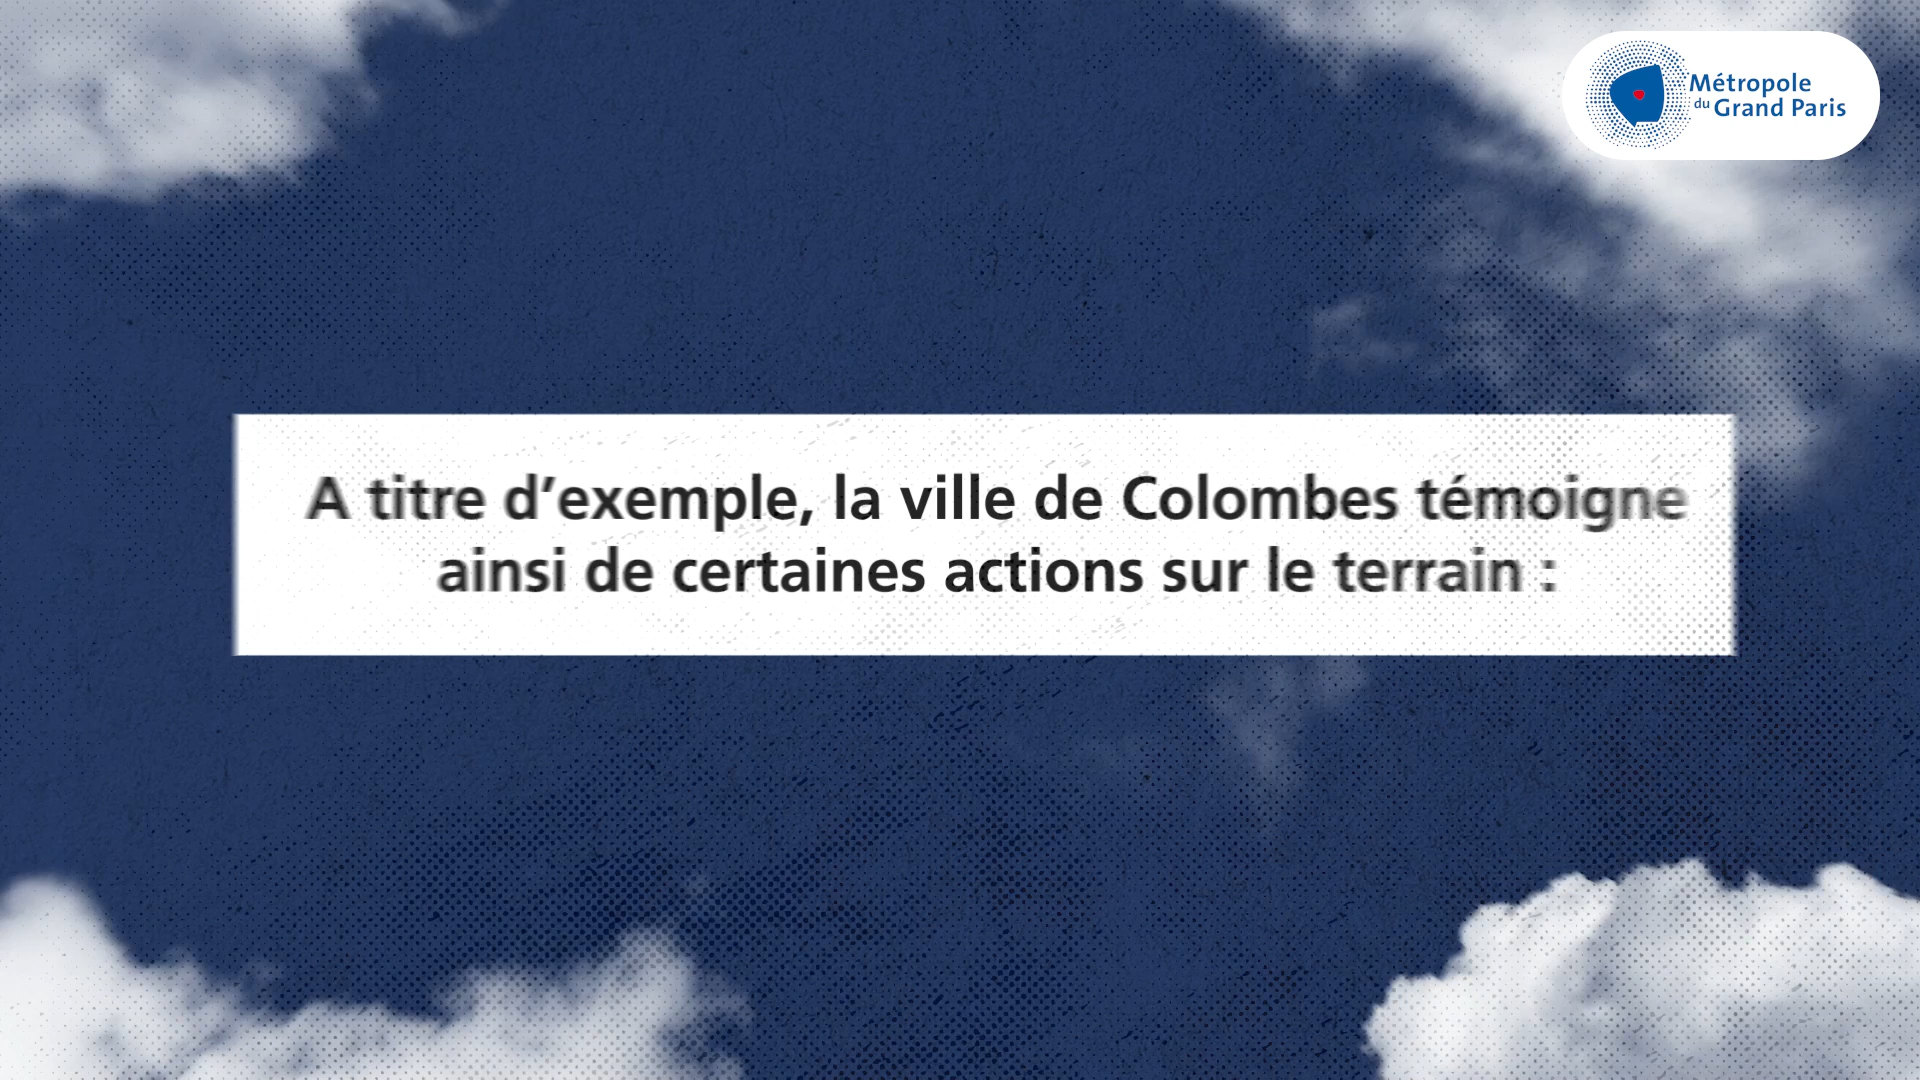 Métropole
du Grand Paris
A titre d’exemple, la ville de Colombes témoigne
ainsi de certaines actions sur le terrain :